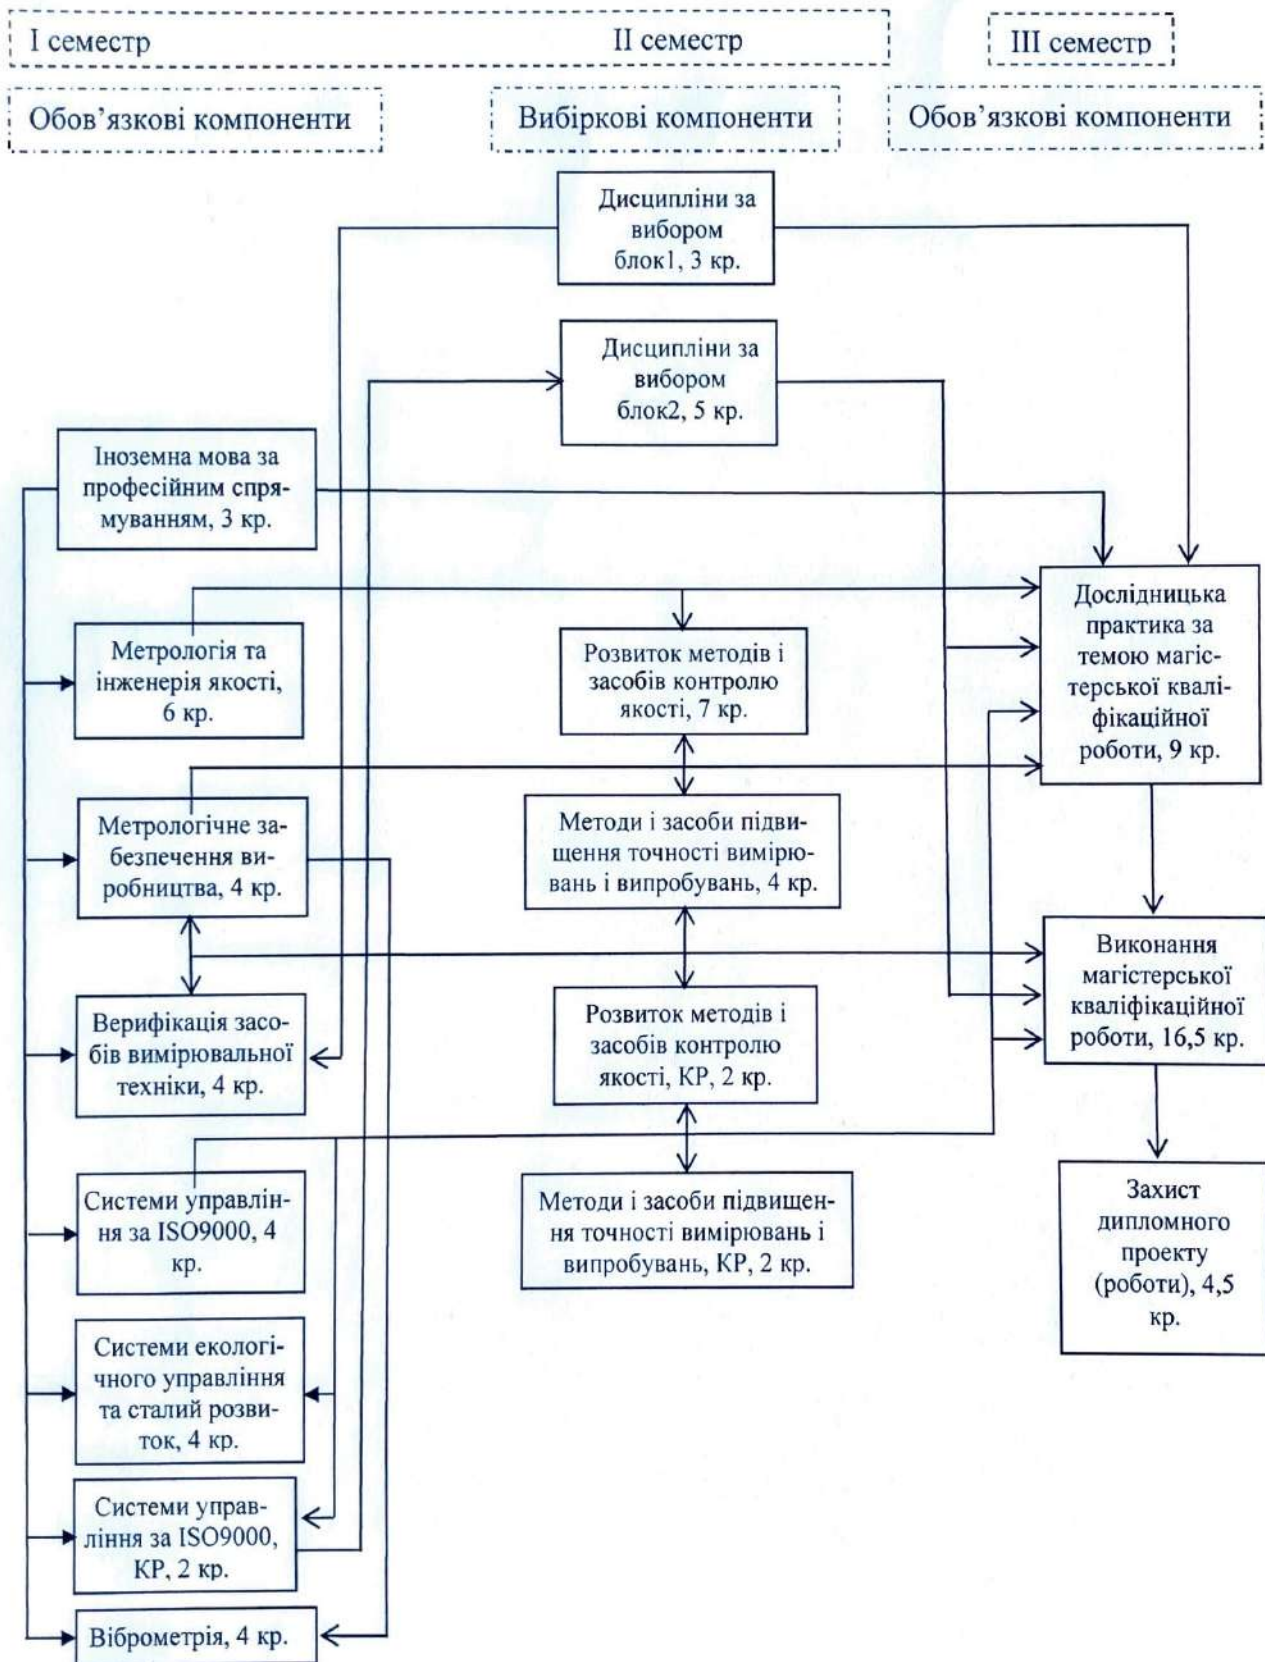 I семестр
II семестр
III семестр
Обов’язкові компоненти
Вибіркові компоненти
Обов’язкові компоненти
Дисципліни за
вибором
блок1, 3 кр.
Дисципліни за
вибором
блок2, 5 кр.
Іноземна мова за
професійним спря-
муванням, 3 кр.
Метрологія та
інженерія якості,
6 кр.
Метрологічне за-
безпечення ви-
робництва, 4 кр.
Верифікація засо-
бів вимірювальної
техніки, 4 кр.
Системи управлін-
ня за ISO9000, 4
кр.
Системи екологі-
чного управління
та сталий розви-
ток, 4 кр.
Системи управ-
ління за ISO9000,
КР, 2 кр.
Віброметрія, 4 кр.
Розвиток методів і
засобів контролю
якості, 7 кр.
Методи і засоби підви-
щення точності вимірю-
вань і випробувань, 4 кр.
Розвиток методів і
засобів контролю
якості, КР, 2 кр.
Методи і засоби підвищен-
ня точності вимірювань і
випробувань, КР, 2 кр.
Дослідницька
практика за
темою магіс-
терської кваліфі-
фікаційної
роботи, 9 кр.
Виконання
магістерської
кваліфікаційної
роботи, 16,5 кр.
Захист
дипломного
проекту
(роботи), 4,5
кр.